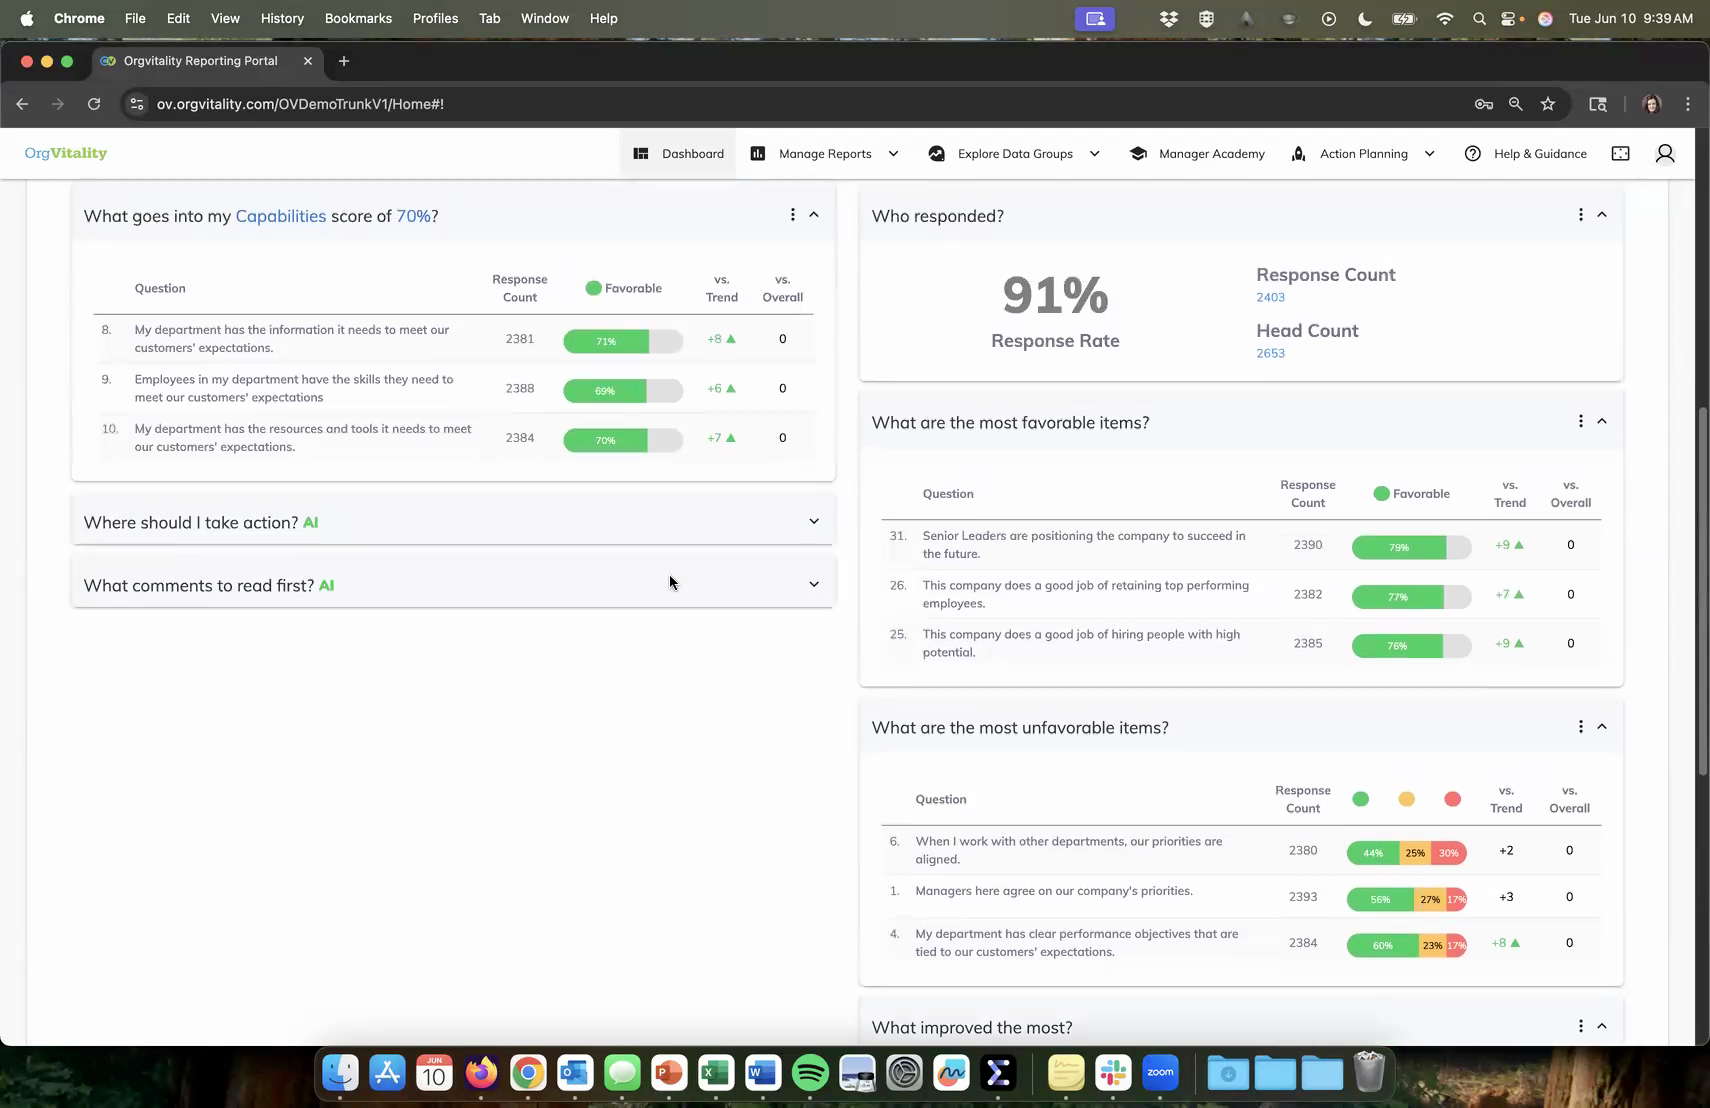 Chrome File Edit View History Bookmarks Profiles Tab Window Help Tue Jun 10 9:39 AM
Orgvitality Reporting Portal
ov.orgvitality.com/OVDemoTrunkV1/Home#!
OrgVitality Dashboard Manage Reports Explore Data Groups Manager Academy Action Planning Help & Guidance
What goes into my Capabilities score of 70%?
Question Response Count Favorable vs. Trend vs. Overall
8. My department has the information it needs to meet our 2381 71% +8 0
customers' expectations.
9. Employees in my department have the skills they need to 2388 69% +6 0
meet our customers' expectations
10. My department has the resources and tools it needs to meet 2384 70% +7 0
our customers' expectations.
Where should I take action? AI
What comments to read first? AI
Who responded?
91%
Response Rate
Response Count
2403
Head Count
2653
What are the most favorable items?
Question Response Count Favorable vs. Trend vs. Overall
31. Senior Leaders are positioning the company to succeed in 2390 79% +9 0
the future.
26. This company does a good job of retaining top performing 2382 77% +7 0
employees.
25. This company does a good job of hiring people with high 2385 76% +9 0
potential.
What are the most unfavorable items?
Question Response Count vs. Trend vs. Overall
6. When I work with other departments, our priorities are 2380 44% 25% 30% +2 0
aligned.
1. Managers here agree on our company's priorities. 2393 56% 27% 17% +3 0
4. My department has clear performance objectives that are 2384 60% 23% 17% +8 0
tied to our customers' expectations.
What improved the most?
JUN
10
zoom